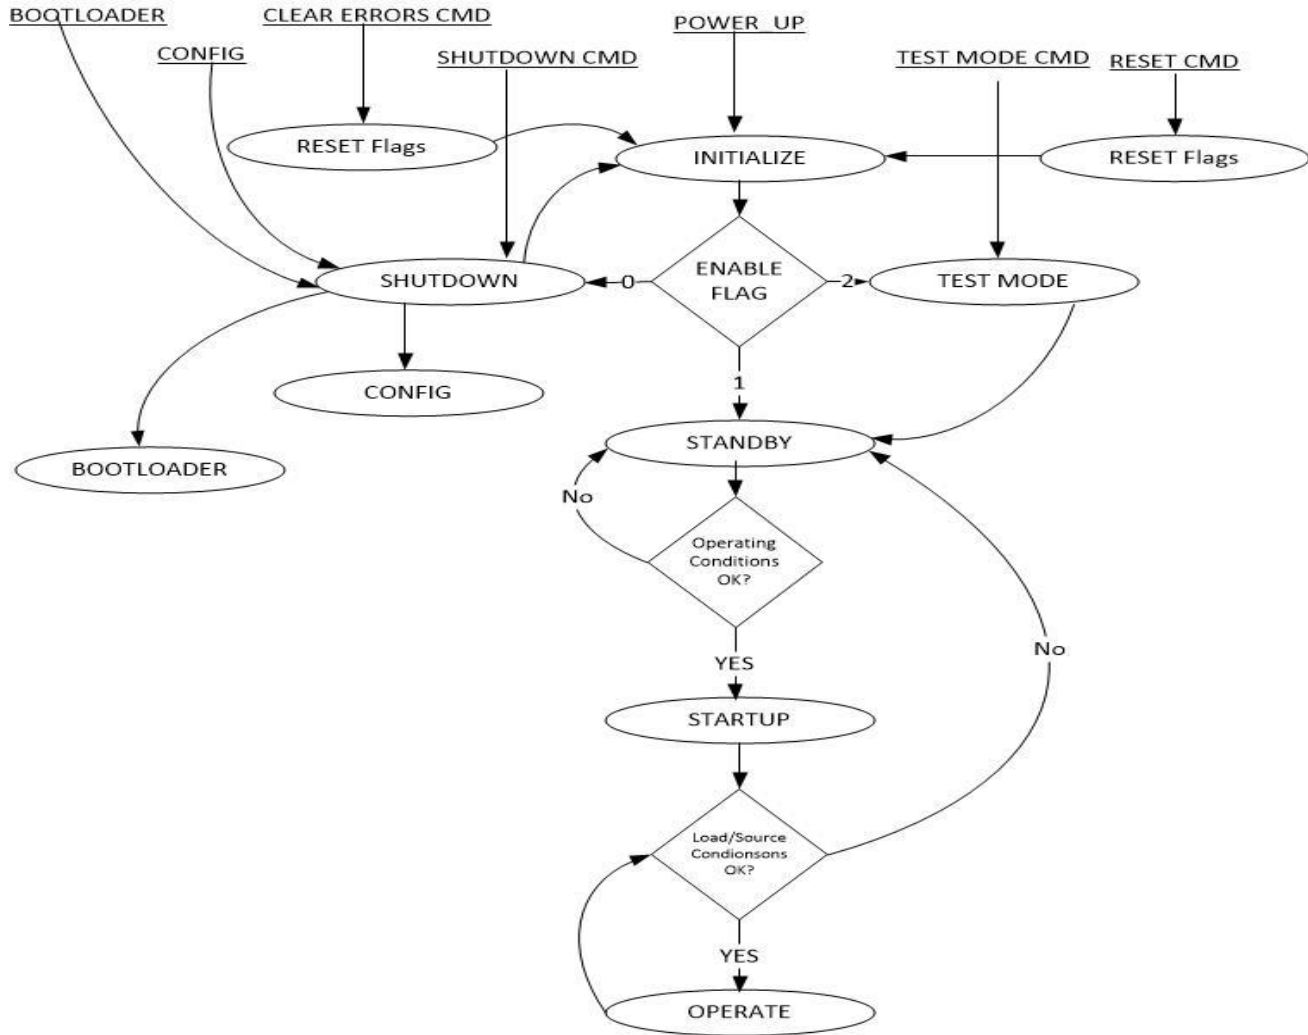 BOOTLOADER
CLEAR ERRORS CMD
POWER_UP
CONFIG
SHUTDOWN CMD
TEST MODE CMD
RESET CMD
RESET Flags
INITIALIZE
RESET Flags
SHUTDOWN
0
ENABLE
FLAG
2
TEST MODE
CONFIG
1
STANDBY
BOOTLOADER
No
Operating
Conditions
OK?
No
YES
STARTUP
Load/Source
Condionsons
OK?
YES
OPERATE